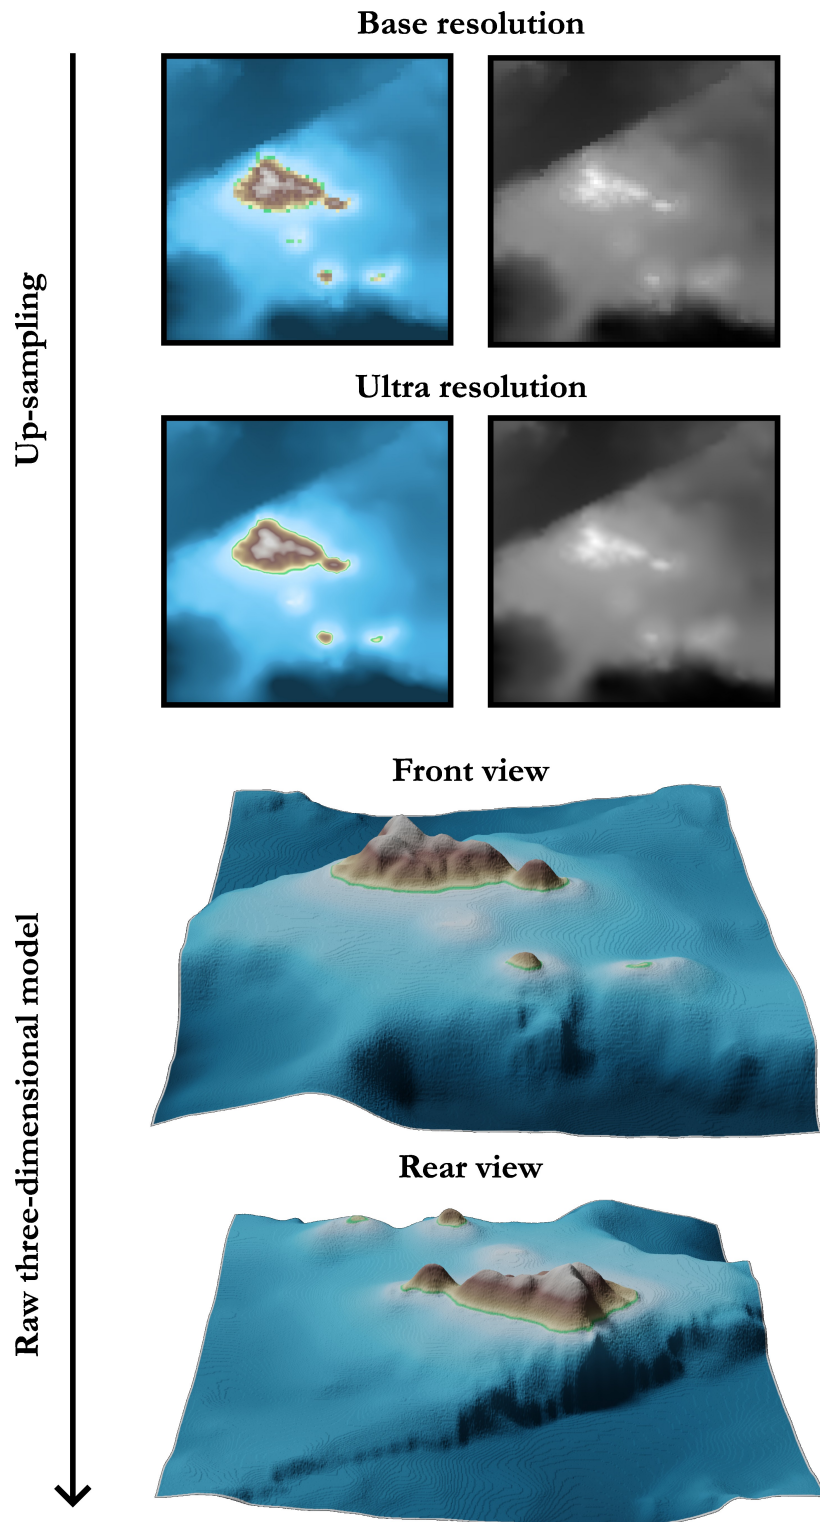 Base resolution
Up-sampling
Ultra resolution
Front view
Raw three-dimensional model
Rear view